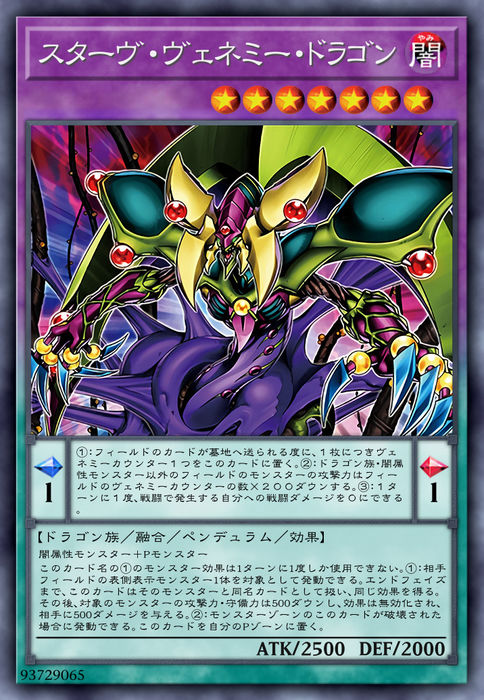 スターヴ・ヴェネミー・ドラゴン
やみ
闇
①:フィールドのカードが墓地へ送られる度に、1枚につきヴェ
ネミーカウンター1つをこのカードに置く。②:ドラゴン族・闇属
性モンスター以外のフィールドのモンスターの攻撃力はフィー
ルドのヴェネミーカウンターの数×200ダウンする。③:1
ターンに1度、戦闘で発生する自分への戦闘ダメージを0にできる
。
1
1
【ドラゴン族/融合/ペンデュラム/効果】
闇属性モンスター+Pモンスター
このカード名の①のモンスター効果は1ターンに1度しか使用できない。①:相手
フィールドの表側表示モンスター1体を対象として発動できる。エンドフェイズ
まで、このカードはそのモンスターと同名カードとして扱い、同じ効果を得る。
その後、対象のモンスターの攻撃力・守備力は500ダウンし、効果は無効化され、
相手に500ダメージを与える。②:モンスターゾーンのこのカードが破壊された
場合に発動できる。このカードを自分のPゾーンに置く。
ATK/2500 DEF/2000
93729065